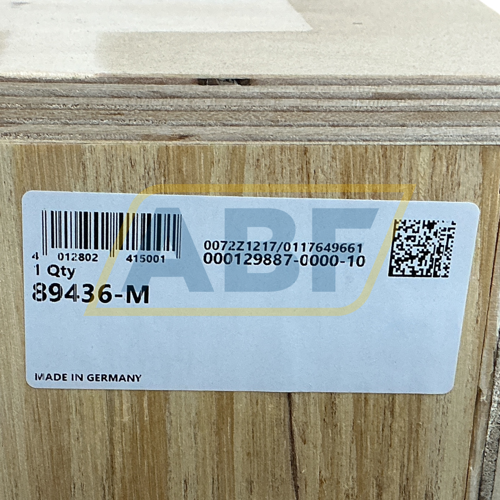 4 012802 415001
0072Z1217/0117649661
000129887-0000-10
1 Qty
89436-M
MADE IN GERMANY
ABF